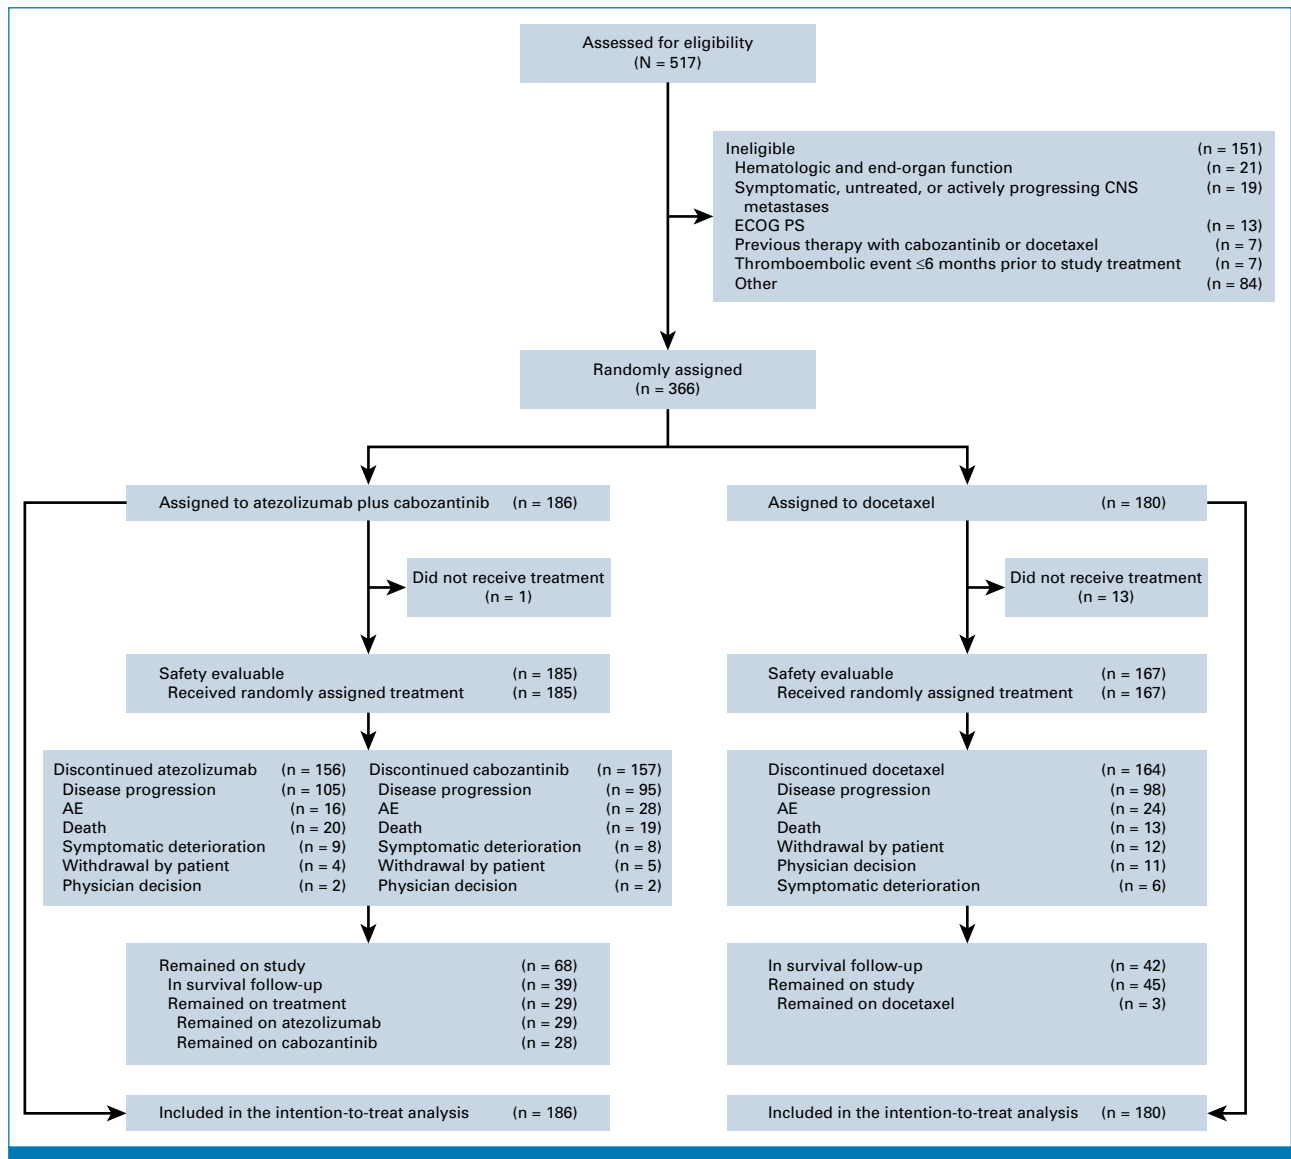 Assessed for eligibility
(N = 517)
Ineligible (n = 151)
Hematologic and end-organ function (n = 21)
Symptomatic, untreated, or actively progressing CNS (n = 19)
metastases
ECOG PS (n = 13)
Previous therapy with cabozantinib or docetaxel (n = 7)
Thromboembolic event ≤6 months prior to study treatment (n = 7)
Other (n = 84)
Randomly assigned
(n = 366)
Assigned to atezolizumab plus cabozantinib (n = 186)
Did not receive treatment
(n = 1)
Safety evaluable (n = 185)
Received randomly assigned treatment (n = 185)
Discontinued atezolizumab (n = 156)
Disease progression (n = 105)
AE (n = 16)
Death (n = 20)
Symptomatic deterioration (n = 9)
Withdrawal by patient (n = 4)
Physician decision (n = 2)
Discontinued cabozantinib (n = 157)
Disease progression (n = 95)
AE (n = 28)
Death (n = 19)
Symptomatic deterioration (n = 8)
Withdrawal by patient (n = 5)
Physician decision (n = 2)
Remained on study (n = 68)
In survival follow-up (n = 39)
Remained on treatment (n = 29)
Remained on atezolizumab (n = 29)
Remained on cabozantinib (n = 28)
Included in the intention-to-treat analysis (n = 186)
Assigned to docetaxel (n = 180)
Did not receive treatment
(n = 13)
Safety evaluable (n = 167)
Received randomly assigned treatment (n = 167)
Discontinued docetaxel (n = 164)
Disease progression (n = 98)
AE (n = 24)
Death (n = 13)
Withdrawal by patient (n = 12)
Physician decision (n = 11)
Symptomatic deterioration (n = 6)
In survival follow-up (n = 42)
Remained on study (n = 45)
Remained on docetaxel (n = 3)
Included in the intention-to-treat analysis (n = 180)